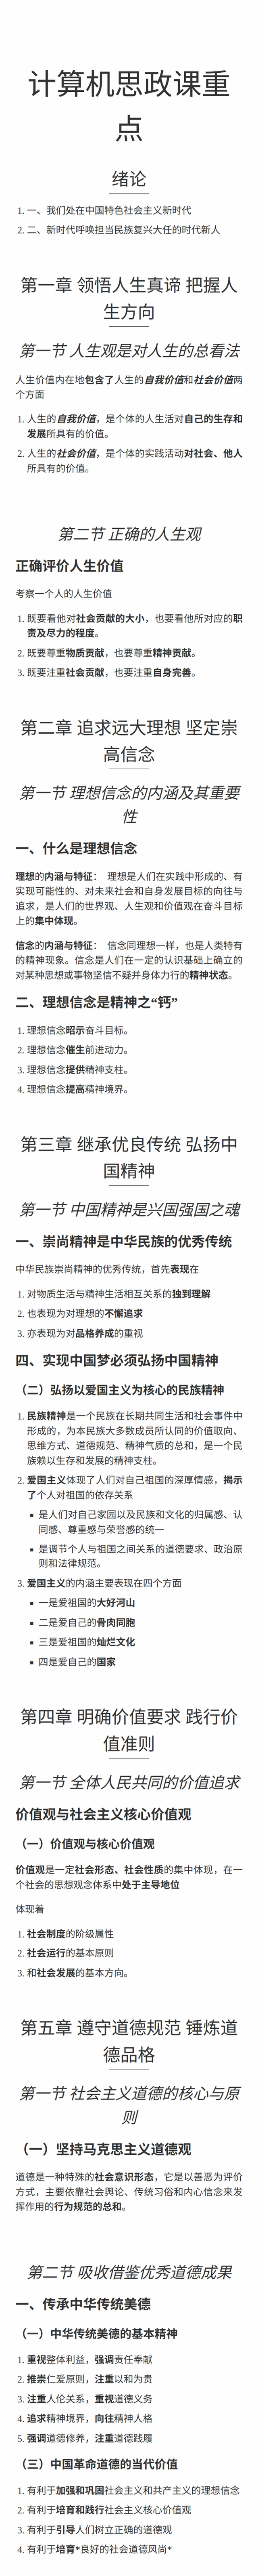 计算机思政课重
点
绪论
1. 一、我们处在中国特色社会主义新时代
2. 二、新时代呼唤担当民族复兴大任的时代新人
第一章 领悟人生真谛 把握人
生方向
第一节 人生观是对人生的总看法
人生价值内在地包含了人生的自我价值和社会价值两
个方面
1. 人生的自我价值，是个体的人生活对自己的生存和
发展所具有的价值。
2. 人生的社会价值，是个体的实践活动对社会、他人
所具有的价值。
第二节 正确的人生观
正确评价人生价值
考察一个人的人生价值
1. 既要看他对社会贡献的大小，也要看他所对应的职
责及尽力的程度。
2. 既要尊重物质贡献，也要尊重精神贡献。
3. 既要注重社会贡献，也要注重自身完善。
第二章 追求远大理想 坚定崇
高信念
第一节 理想信念的内涵及其重要
性
一、什么是理想信念
理想的内涵与特征： 理想是人们在实践中形成的、有
实现可能性的、对未来社会和自身发展目标的向往与
追求，是人们的世界观、人生观和价值观在奋斗目标
上的集中体现。
信念的内涵与特征： 信念同理想一样，也是人类特有
的精神现象。信念是人们在一定的认识基础上确立的
对某种思想或事物坚信不疑并身体力行的精神状态。
二、理想信念是精神之“钙”
1. 理想信念昭示奋斗目标。
2. 理想信念催生前进动力。
3. 理想信念提供精神支柱。
4. 理想信念提高精神境界。
第三章 继承优良传统 弘扬中
国精神
第一节 中国精神是兴国强国之魂
一、崇尚精神是中华民族的优秀传统
中华民族崇尚精神的优秀传统，首先表现在
1. 对物质生活与精神生活相互关系的独到理解
2. 也表现为对理想的不懈追求
3. 亦表现为对品格养成的重视
四、实现中国梦必须弘扬中国精神
（二）弘扬以爱国主义为核心的民族精神
1. 民族精神是一个民族在长期共同生活和社会事件中
形成的，为本民族大多数成员所认同的价值取向、
思维方式、道德规范、精神气质的总和，是一个民
族赖以生存和发展的精神支柱。
2. 爱国主义体现了人们对自己祖国的深厚情感，揭示
了个人对祖国的依存关系
▪ 是人们对自己家园以及民族和文化的归属感、认
同感、尊重感与荣誉感的统一
▪ 是调节个人与祖国之间关系的道德要求、政治原
则和法律规范。
3. 爱国主义的内涵主要表现在四个方面
▪ 一是爱祖国的大好河山
▪ 二是爱自己的骨肉同胞
▪ 三是爱祖国的灿烂文化
▪ 四是爱自己的国家
第四章 明确价值要求 践行价
值准则
第一节 全体人民共同的价值追求
价值观与社会主义核心价值观
（一）价值观与核心价值观
价值观是一定社会形态、社会性质的集中体现，在一
个社会的思想观念体系中处于主导地位
体现着
1. 社会制度的阶级属性
2. 社会运行的基本原则
3. 和社会发展的基本方向。
第五章 遵守道德规范 锤炼道
德品格
第一节 社会主义道德的核心与原
则
（一）坚持马克思主义道德观
道德是一种特殊的社会意识形态，它是以善恶为评价
方式，主要依靠社会舆论、传统习俗和内心信念来发
挥作用的行为规范的总和。
第二节 吸收借鉴优秀道德成果
一、传承中华传统美德
（一）中华传统美德的基本精神
1. 重视整体利益，强调责任奉献
2. 推崇仁爱原则，注重以和为贵
3. 注重人伦关系，重视道德义务
4. 追求精神境界，向往精神人格
5. 强调道德修养，注重道德践履
（三）中国革命道德的当代价值
1. 有利于加强和巩固社会主义和共产主义的理想信念
2. 有利于培育和践行社会主义核心价值观
3. 有利于引导人们树立正确的道德观
4. 有利于培育*良好的社会道德风尚*